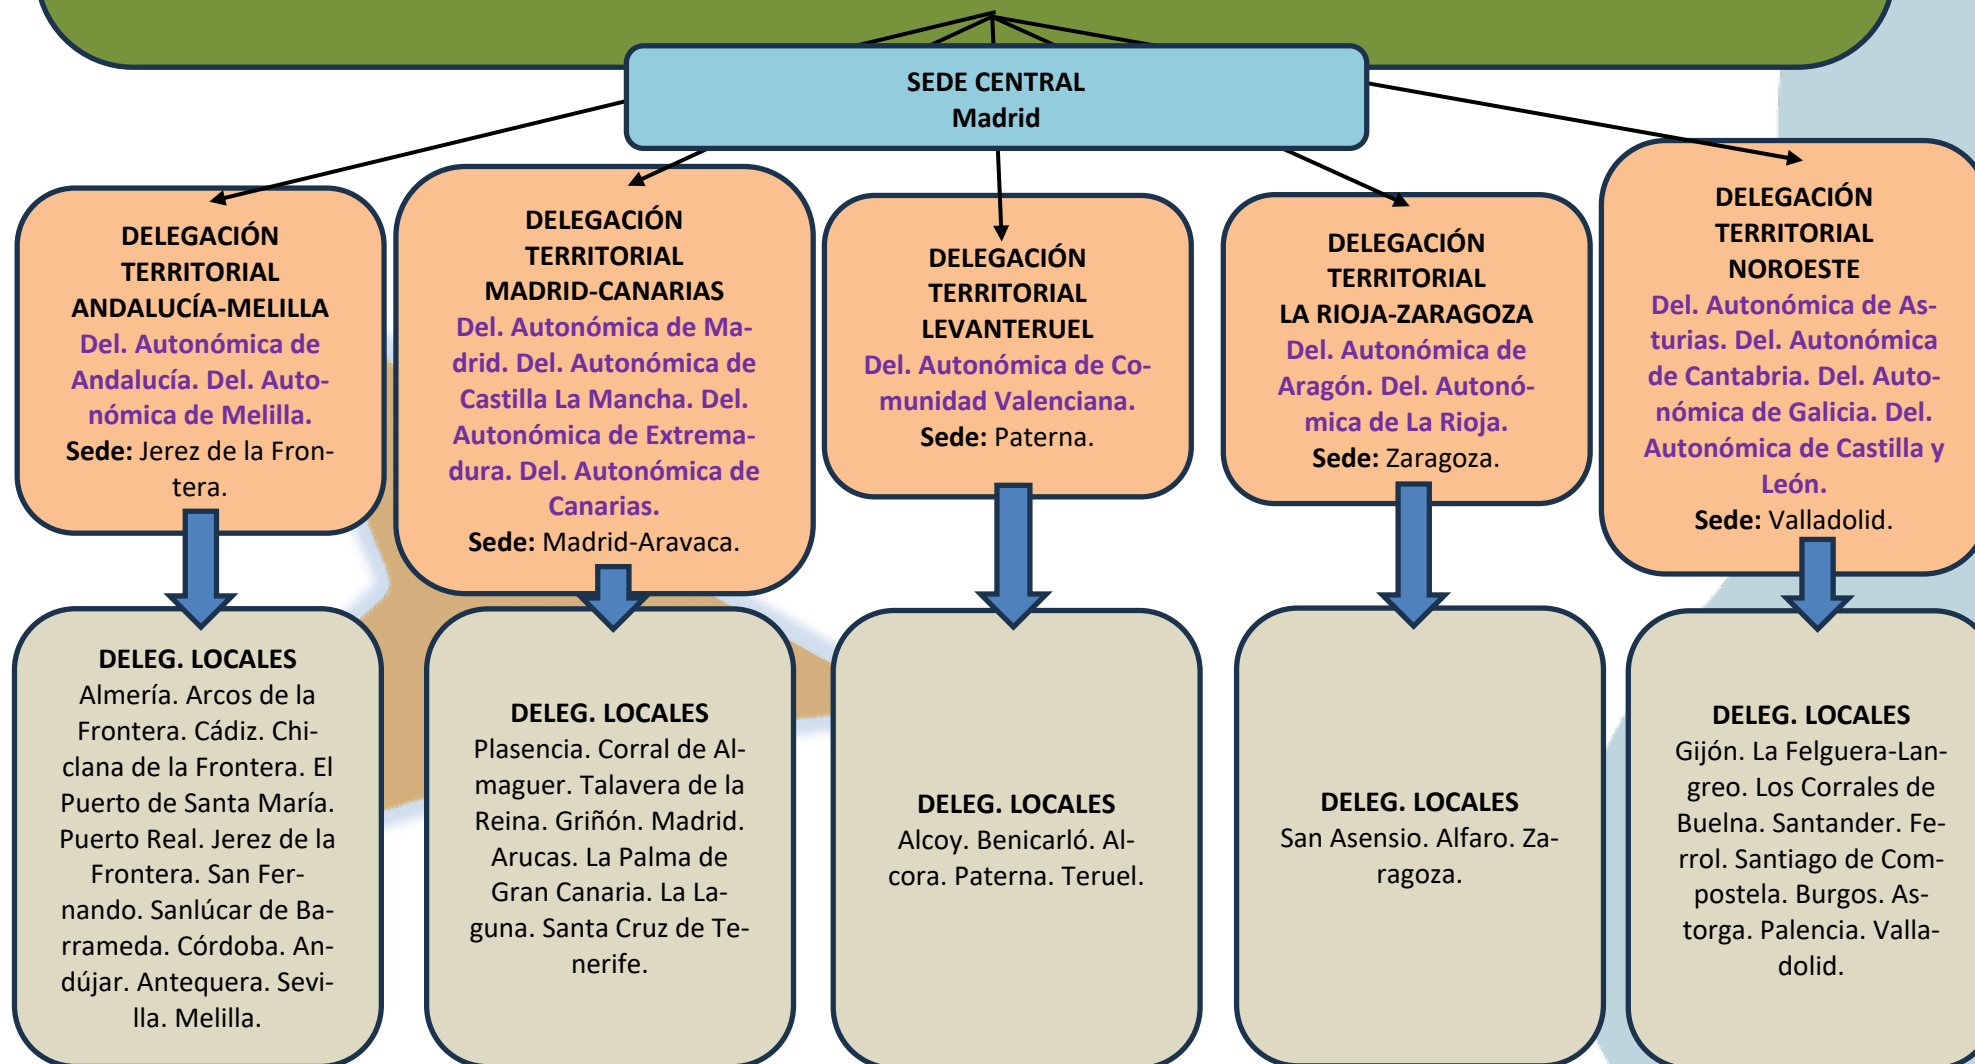 SEDE CENTRAL
Madrid
DELEGACIÓN
TERRITORIAL
ANDALUCÍA-MELILLA
Del. Autonómica de
Andalucía. Del. Auto-
nómica de Melilla.
Sede: Jerez de la Fron-
tera.
DELEGACIÓN
TERRITORIAL
MADRID-CANARIAS
Del. Autonómica de Ma-
drid. Del. Autonómica de
Castilla La Mancha. Del.
Autonómica de Extrema-
dura. Del. Autonómica de
Canarias.
Sede: Madrid-Aravaca.
DELEGACIÓN
TERRITORIAL
LEVANTERUEL
Del. Autonómica de Co-
munidad Valenciana.
Sede: Paterna.
DELEGACIÓN
TERRITORIAL
LA RIOJA-ZARAGOZA
Del. Autonómica de
Aragón. Del. Autonó-
mica de La Rioja.
Sede: Zaragoza.
DELEGACIÓN
TERRITORIAL
NOROESTE
Del. Autonómica de As-
turias. Del. Autonómica
de Cantabria. Del. Auto-
nómica de Galicia. Del.
Autonómica de Castilla y
León.
Sede: Valladolid.
DELEG. LOCALES
Almería. Arcos de la
Frontera. Cádiz. Chi-
clana de la Frontera. El
Puerto de Santa María.
Puerto Real. Jerez de la
Frontera. San Fer-
nando. Sanlúcar de Ba-
rrameda. Córdoba. An-
dújar. Antequera. Sevi-
lla. Melilla.
DELEG. LOCALES
Plasencia. Corral de Al-
maguer. Talavera de la
Reina. Griñón. Madrid.
Arucas. La Palma de
Gran Canaria. La La-
guna. Santa Cruz de Te-
nerife.
DELEG. LOCALES
Alcoy. Benicarló. Al-
cora. Paterna. Teruel.
DELEG. LOCALES
San Asensio. Alfaro. Za-
ragoza.
DELEG. LOCALES
Gijón. La Felguera-Lan-
greo. Los Corrales de
Buelna. Santander. Fe-
rrol. Santiago de Com-
postela. Burgos. As-
torga. Palencia. Valla-
dolid.